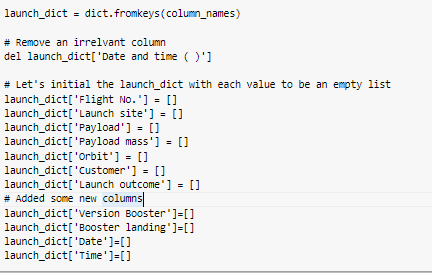 launch_dict = dict.fromkeys(column_names)
# Remove an irrelvant column
del launch_dict['Date and time ( )']
# Let's initial the launch_dict with each value to be an empty list
launch_dict['Flight No.'] = []
launch_dict['Launch site'] = []
launch_dict['Payload'] = []
launch_dict['Payload mass'] = []
launch_dict['Orbit'] = []
launch_dict['Customer'] = []
launch_dict['Launch outcome'] = []
# Added some new columns
launch_dict['Version Booster']=[]
launch_dict['Booster landing']=[]
launch_dict['Date']=[]
launch_dict['Time']=[]